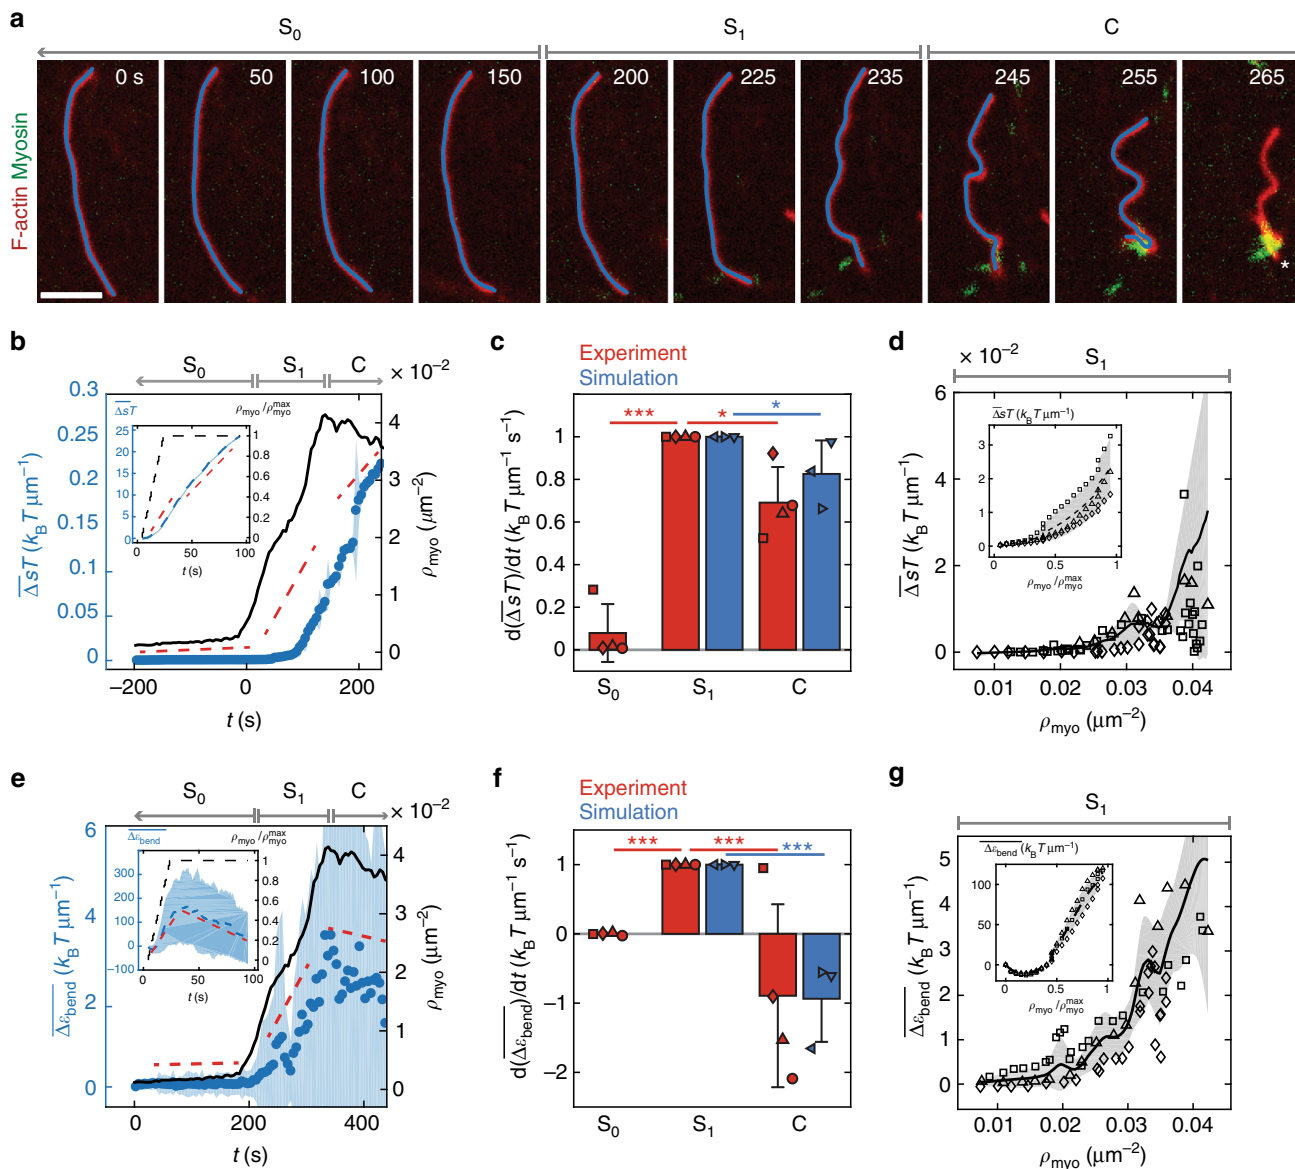 a
S0 S1 C
F-actin Myosin
0 s 50 100 150 200 225 235 245 255 265
*
b
S0 S1 C
× 10−2
0.3
0.25
0.2
0.15
0.1
0.05
0
ΔsT (kBT μm−1)
4
3
2
1
0
ρmyo (μm−2)
−200 0 200
t (s)
ΔsT
ρmyo/ρmyo max
25
20
15
10
5
0
1
0.8
0.6
0.4
0.2
0
0 50 100
t (s)
c
Experiment
Simulation
*** * *
d(ΔsT)/dt (kBT μm−1 s−1)
1
0.8
0.6
0.4
0.2
0
S0 S1 C
d
× 10−2
S1
6
4
2
0
ΔsT (kBT μm−1)
0.01 0.02 0.03 0.04
ρmyo (μm−2)
ΔsT (kBT μm−1)
3
2
1
0
0 0.5 1
ρmyo/ρmyo max
e
S0 S1 C
× 10−2
6
4
2
0
Δεbend (kBT μm−1)
4
3
2
1
0
ρmyo (μm−2)
0 200 400
t (s)
Δεbend
ρmyo/ρmyo max
300
200
100
0
−100
1
0.8
0.6
0.4
0.2
0
0 50 100
t (s)
f
Experiment
Simulation
*** *** ***
d(Δεbend)/dt (kBT μm−1 s−1)
1
0
−1
−2
S0 S1 C
g
S1
5
4
3
2
1
0
Δεbend (kBT μm−1)
0.01 0.02 0.03 0.04
ρmyo (μm−2)
Δεbend (kBT μm−1)
100
50
0
0 0.5 1
ρmyo/ρmyo max